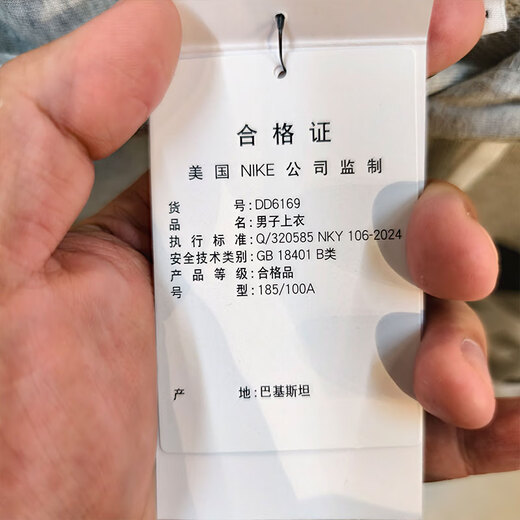 合格证
美国 NIKE 公司监制
货号:DD6169
品名:男子上衣
执行标准:Q/320585 NKY 106-2024
安全技术类别:GB 18401 B类
产品等级:合格品
号型:185/100A
产地:巴基斯坦